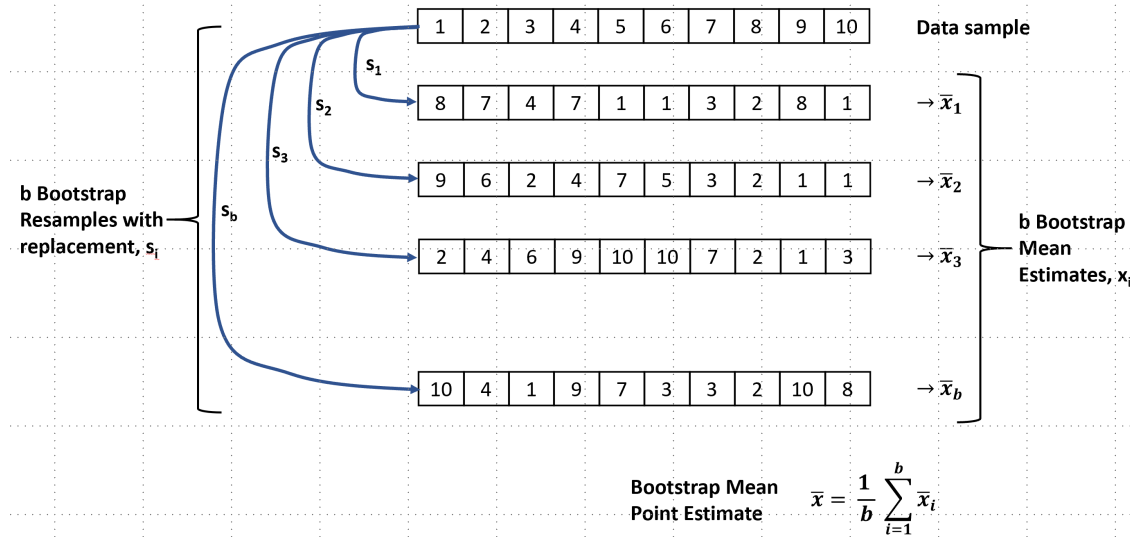 1 2 3 4 5 6 7 8 9 10 Data sample
s1
8 7 4 7 1 1 3 2 8 1 → x̅1
s2
9 6 2 4 7 5 3 2 1 1 → x̅2
s3
2 4 6 9 10 10 7 2 1 3 → x̅3
sb
10 4 1 9 7 3 3 2 10 8 → x̅b
b Bootstrap
Resamples with
replacement, si
b Bootstrap
Mean
Estimates, xi
Bootstrap Mean
Point Estimate
x̅ = 1/b ∑ i=1 b x̅i